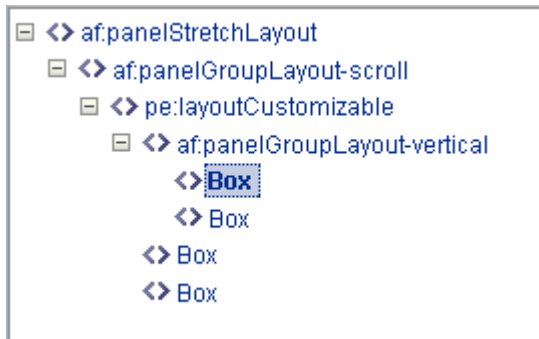 af:panelStretchLayout
af:panelGroupLayout-scroll
pe:layoutCustomizable
af:panelGroupLayout-vertical
Box
Box
Box
Box